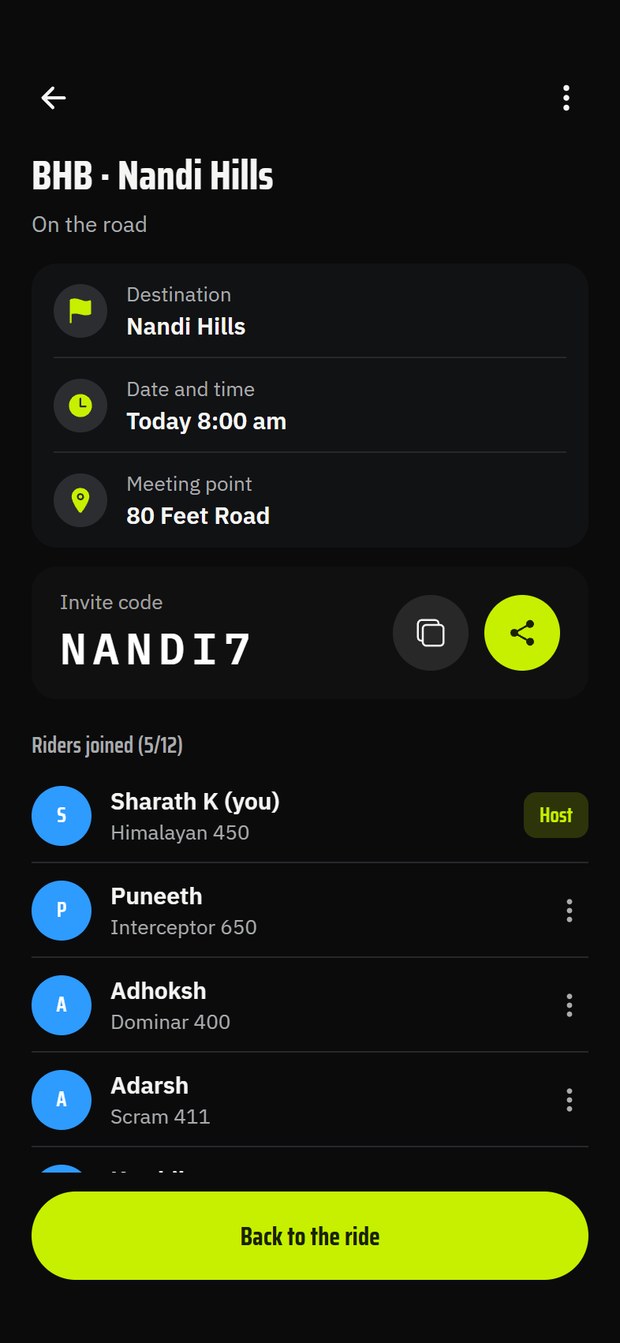 BHB · Nandi Hills
On the road
Destination
Nandi Hills
Date and time
Today 8:00 am
Meeting point
80 Feet Road
Invite code
NANDI7
Riders joined (5/12)
S
Sharath K (you)
Himalayan 450
Host
P
Puneeth
Interceptor 650
A
Adhoksh
Dominar 400
A
Adarsh
Scram 411
Back to the ride